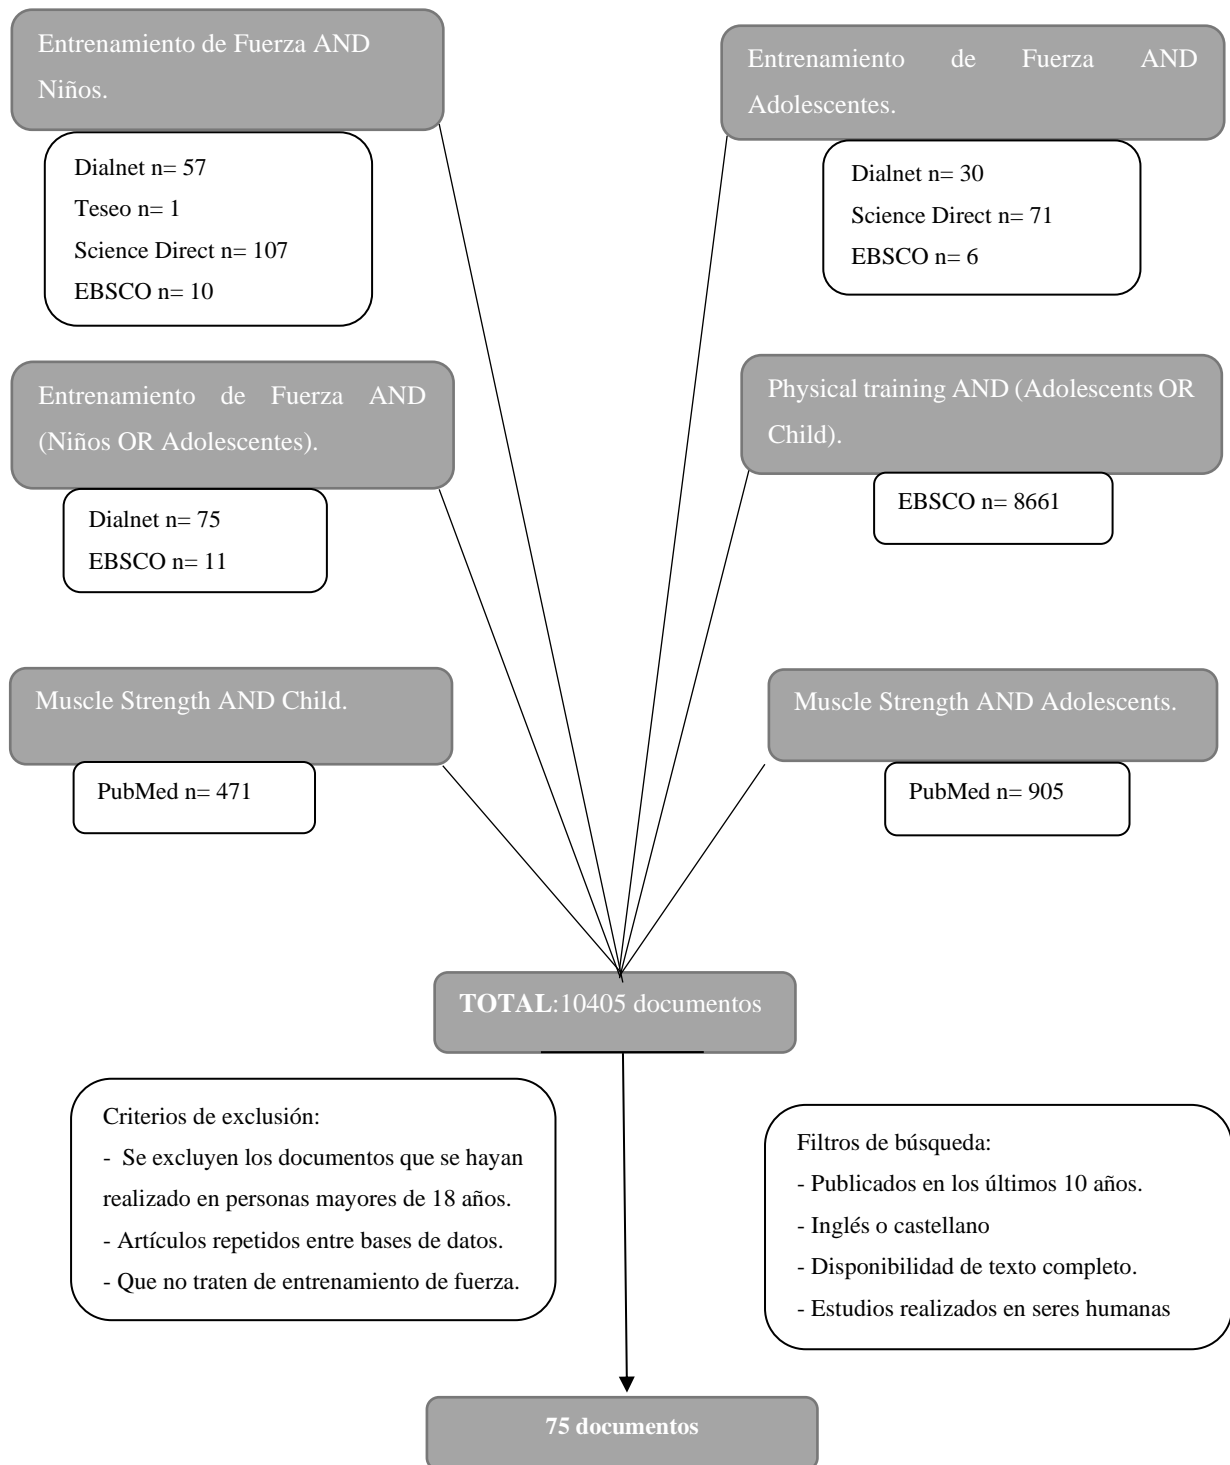 Entrenamiento de Fuerza AND
Niños.
Dialnet n= 57
Teseo n= 1
Science Direct n= 107
EBSCO n= 10
Entrenamiento de Fuerza AND
Adolescentes.
Dialnet n= 30
Science Direct n= 71
EBSCO n= 6
Entrenamiento de Fuerza AND
(Niños OR Adolescentes).
Dialnet n= 75
EBSCO n= 11
Physical training AND (Adolescents OR
Child).
EBSCO n= 8661
Muscle Strength AND Child.
PubMed n= 471
Muscle Strength AND Adolescents.
PubMed n= 905
TOTAL:10405 documentos
Criterios de exclusión:
- Se excluyen los documentos que se hayan
realizado en personas mayores de 18 años.
- Artículos repetidos entre bases de datos.
- Que no traten de entrenamiento de fuerza.
Filtros de búsqueda:
- Publicados en los últimos 10 años.
- Inglés o castellano
- Disponibilidad de texto completo.
- Estudios realizados en seres humanas
75 documentos